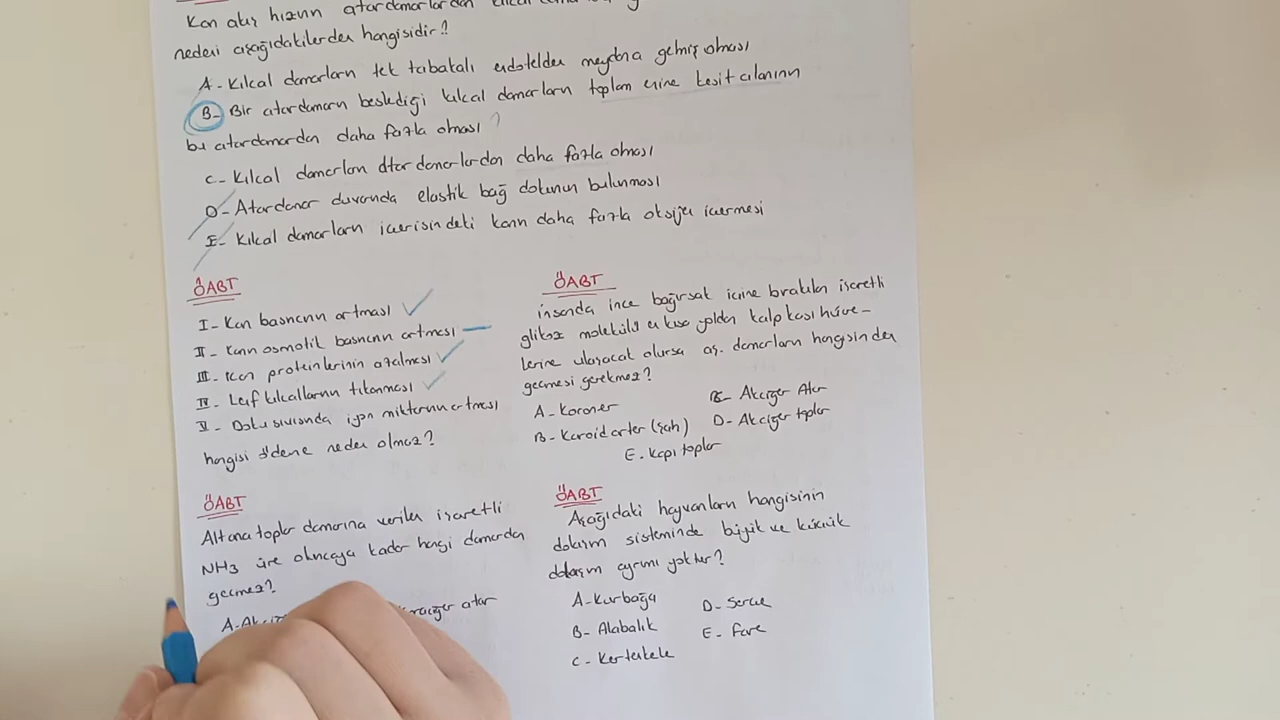 Kan akış hızının atardamarlardan
nedeni aşağıdakilerden hangisidir?
A- Kılcal damarların tek tabakalı endotelden meydana gelmiş olması
B- Bir atardamarın beslediği kılcal damarların toplam enine kesit alanının
bu atardamardan daha fazla olması ?
C- Kılcal damarların atardamarlardan daha fazla olması
D- Atardamar duvarında elastik bağ dokunun bulunması
E- Kılcal damarların içerisindeki kanın daha fazla oksijen içermesi
ÖABT
I- Kan basıncının artması
II- Kanın osmotik basıncının artması
III- Kan proteinlerinin azalması
IV- Lenf kılcallarının tıkanması
V- Doku sıvısında iyon miktarının artması
hangisi ödeme neden olmaz?
ÖABT
İnsanda ince bağırsak içine bırakılan işaretli
glikoz molekülü en kısa yoldan kalp kası hücre-
lerine ulaşacak olursa aş. damarların hangisinden
geçmesi gerekmez?
A- Koroner
B- Karoid arter (şah)
C- Akciğer Atar
D- Akciğer toplar
E- Kapı toplar
ÖABT
Alt ana toplar damarına verilen işaretli
NH3 üre oluncaya kadar hangi damardan
geçmez?
A- Akciğ
karaciğer atar
ÖABT
Aşağıdaki hayvanların hangisinin
dolaşım sisteminde büyük ve küçük
dolaşım ayrımı yoktur?
A- Kurbağa
B- Alabalık
C- Kertenkele
D- Serçe
E- Fare